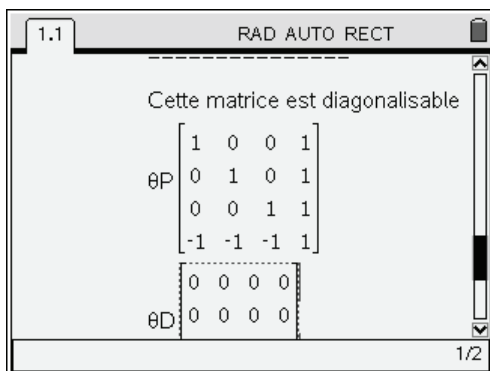 1.1 RAD AUTO RECT
Cette matrice est diagonalisable
1 0 0 1
θP 0 1 0 1
0 0 1 1
-1 -1 -1 1
0 0 0 0
θD 0 0 0 0
1/2